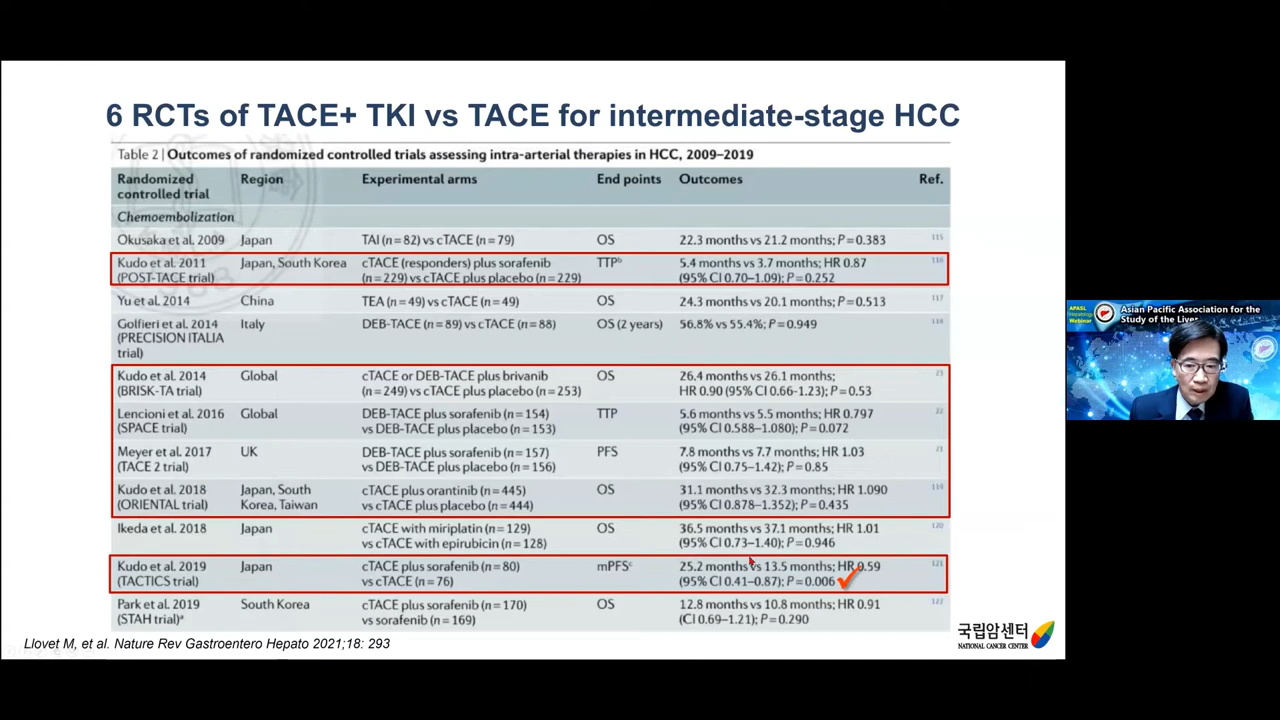 6 RCTs of TACE+ TKI vs TACE for intermediate-stage HCC
Table 2 | Outcomes of randomized controlled trials assessing intra-arterial therapies in HCC, 2009–2019
Randomized controlled trial Region Experimental arms End points Outcomes Ref.
Chemoembolization
Okusaka et al. 2009 Japan TAI (n = 82) vs cTACE (n = 79) OS 22.3 months vs 21.2 months; P = 0.383 115
Kudo et al. 2011 Japan, South Korea cTACE (responders) plus sorafenib TTPb 5.4 months vs 3.7 months; HR 0.87 116
(POST-TACE trial) (n = 229) vs cTACE plus placebo (n = 229) (95% CI 0.70–1.09); P = 0.252
Yu et al. 2014 China TEA (n = 49) vs cTACE (n = 49) OS 24.3 months vs 20.1 months; P = 0.513 117
Golfieri et al. 2014 Italy DEB-TACE (n = 89) vs cTACE (n = 88) OS (2 years) 56.8% vs 55.4%; P = 0.949 118
(PRECISION ITALIA
trial)
Kudo et al. 2014 Global cTACE or DEB-TACE plus brivanib OS 26.4 months vs 26.1 months;
(BRISK-TA trial) (n = 249) vs cTACE plus placebo (n = 253) HR 0.90 (95% CI 0.66-1.23); P = 0.53
Lencioni et al. 2016 Global DEB-TACE plus sorafenib (n = 154) TTP 5.6 months vs 5.5 months; HR 0.797
(SPACE trial) vs DEB-TACE plus placebo (n = 153) (95% CI 0.588–1.080); P = 0.072
Meyer et al. 2017 UK DEB-TACE plus sorafenib (n = 157) PFS 7.8 months vs 7.7 months; HR 1.03
(TACE 2 trial) vs DEB-TACE plus placebo (n = 156) (95% CI 0.75–1.42); P = 0.85
Kudo et al. 2018 Japan, South cTACE plus orantinib (n = 445) OS 31.1 months vs 32.3 months; HR 1.090 119
(ORIENTAL trial) Korea, Taiwan vs cTACE plus placebo (n = 444) (95% CI 0.878–1.352); P = 0.435
Ikeda et al. 2018 Japan cTACE with miriplatin (n = 129) OS 36.5 months vs 37.1 months; HR 1.01 120
vs cTACE with epirubicin (n = 128) (95% CI 0.73–1.40); P = 0.946
Kudo et al. 2019 Japan cTACE plus sorafenib (n = 80) mPFSc 25.2 months vs 13.5 months; HR 0.59 121
(TACTICS trial) vs cTACE (n = 76) (95% CI 0.41–0.87); P = 0.006
Park et al. 2019 South Korea cTACE plus sorafenib (n = 170) OS 12.8 months vs 10.8 months; HR 0.91 122
(STAH trial)a vs sorafenib (n = 169) (CI 0.69–1.21); P = 0.290
Llovet M, et al. Nature Rev Gastroentero Hepato 2021;18: 293
국립암센터
NATIONAL CANCER CENTER
APASL
Hepatology
Webinar
Asian Pacific Association for the
Study of the Liver